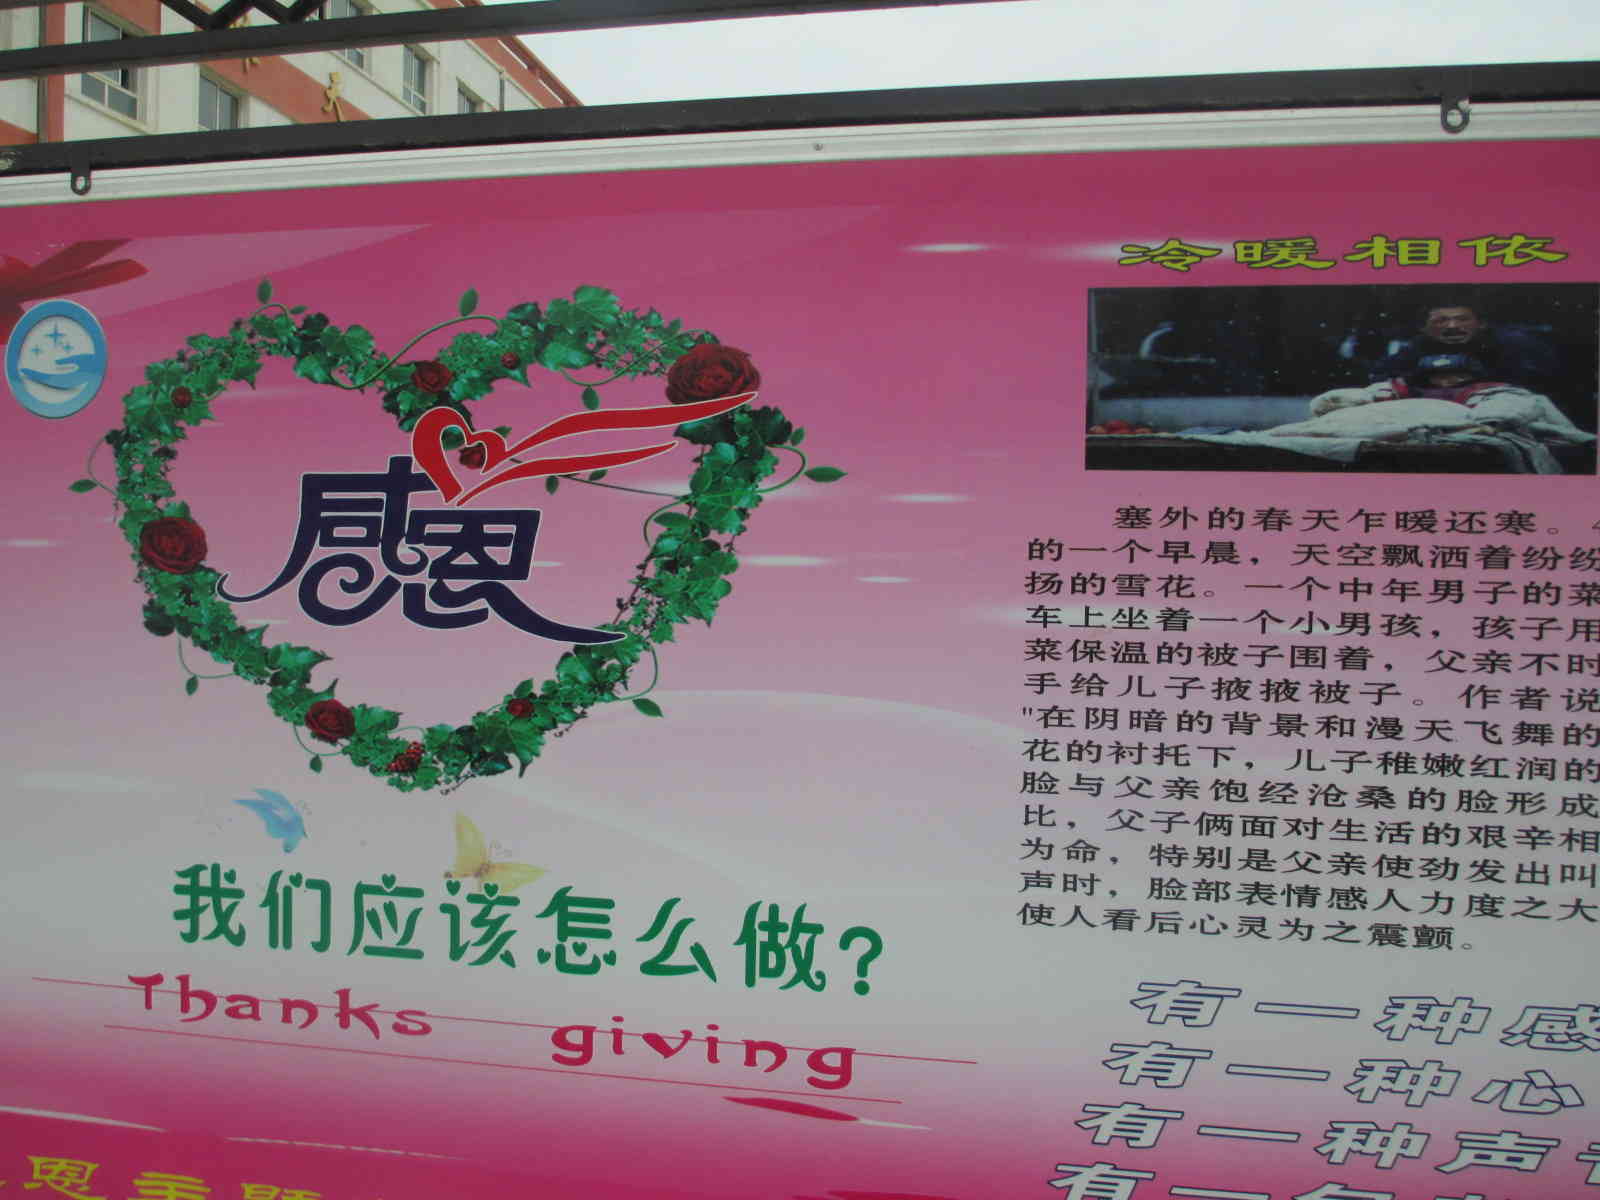 感恩
我们应该怎么做?
Thanks giving
恩主题
冷暖相依
塞外的春天乍暖还寒。
的一个早晨，天空飘洒着纷纷
扬的雪花。一个中年男子的菜
车上坐着一个小男孩，孩子用
菜保温的被子围着，父亲不时
手给儿子掖掖被子。作者说
"在阴暗的背景和漫天飞舞的
花的衬托下，儿子稚嫩红润的
脸与父亲饱经沧桑的脸形成
比，父子俩面对生活的艰辛相
为命，特别是父亲使劲发出叫
声时，脸部表情感人力度之大
使人看后心灵为之震颤。
有一种感
有一种心
有一种声
有一